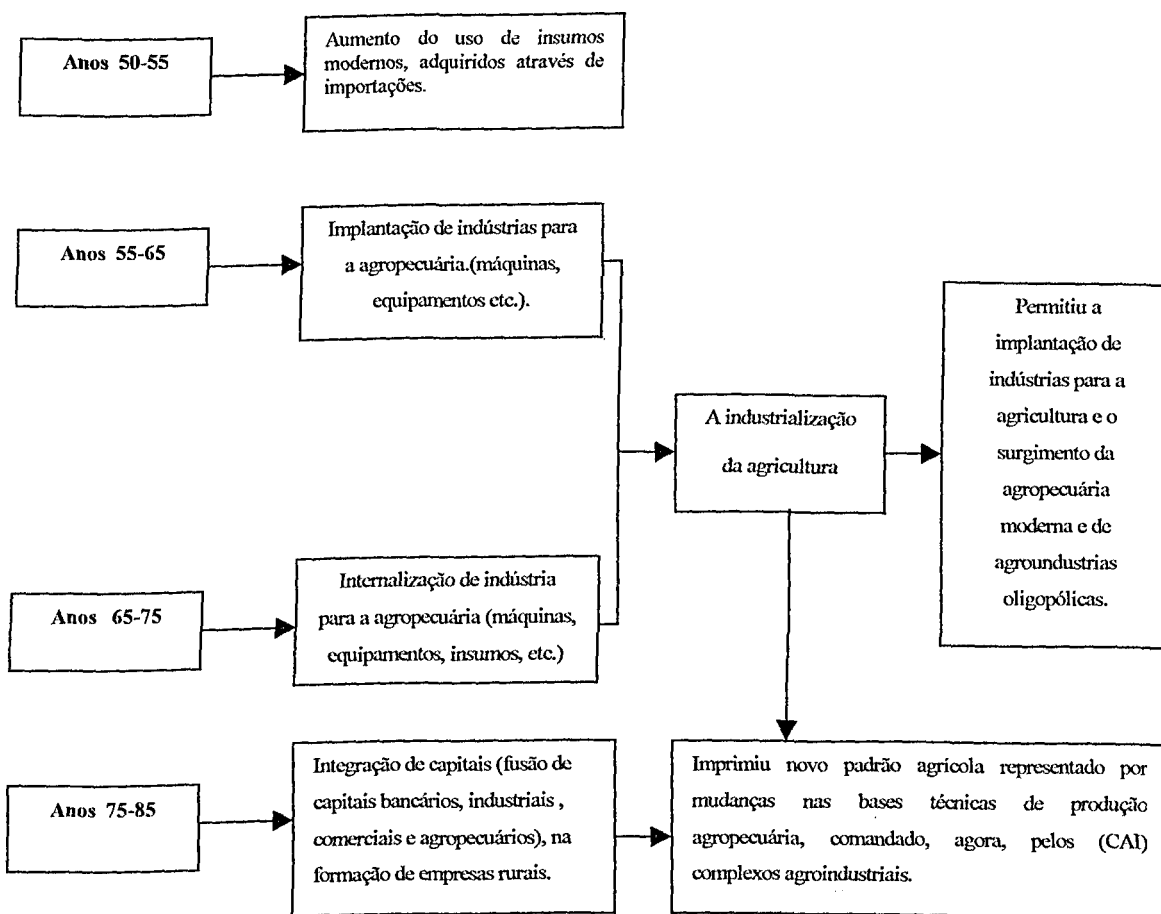 Anos 50-55
Aumento do uso de insumos
modernos, adquiridos através de
importações.
Anos 55-65
Implantação de indústrias para
a agropecuária.(máquinas,
equipamentos etc.).
Anos 65-75
Internalização de indústria
para a agropecuária (máquinas,
equipamentos, insumos, etc.)
A industrialização
da agricultura
Permitiu a
implantação de
indústrias para a
agricultura e o
surgimento da
agropecuária
moderna e de
agroundustrias
oligopólicas.
Anos 75-85
Integração de capitais (fusão de
capitais bancários, industriais ,
comerciais e agropecuários), na
formação de empresas rurais.
Imprimiu novo padrão agrícola representado por
mudanças nas bases técnicas de produção
agropecuária, comandado, agora, pelos (CAI)
complexos agroindustriais.